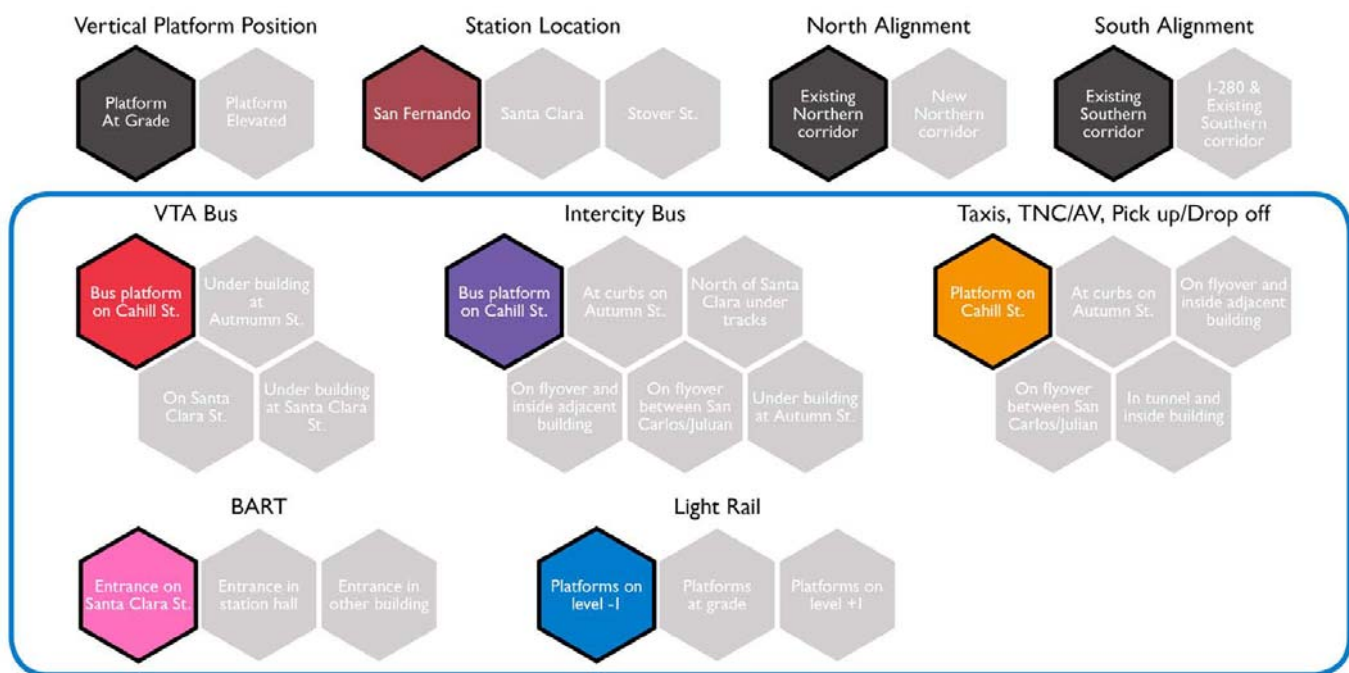 Vertical Platform Position
Station Location
North Alignment
South Alignment
Platform
At Grade
Platform
Elevated
San Fernando
Santa Clara
Stover St.
Existing
Northern
corridor
New
Northern
corridor
Existing
Southern
corridor
I-280 &
Existing
Southern
corridor
VTA Bus
Intercity Bus
Taxis, TNC/AV, Pick up/Drop off
Bus platform
on Cahill St.
Under building
at
Autmumn St.
On Santa
Clara St.
Under building
at Santa Clara
St.
Bus platform
on Cahill St.
At curbs on
Autumn St.
North of Santa
Clara under
tracks
On flyover and
inside adjacent
building
On flyover
between San
Carlos/Juluan
Under building
at Autumn St.
Platform on
Cahill St.
At curbs on
Autumn St.
On flyover and
inside adjacent
building
On flyover
between San
Carlos/Julian
In tunnel and
inside building
BART
Light Rail
Entrance on
Santa Clara St.
Entrance in
station hall
Entrance in
other building
Platforms on
level -1
Platforms
at grade
Platforms on
level +1